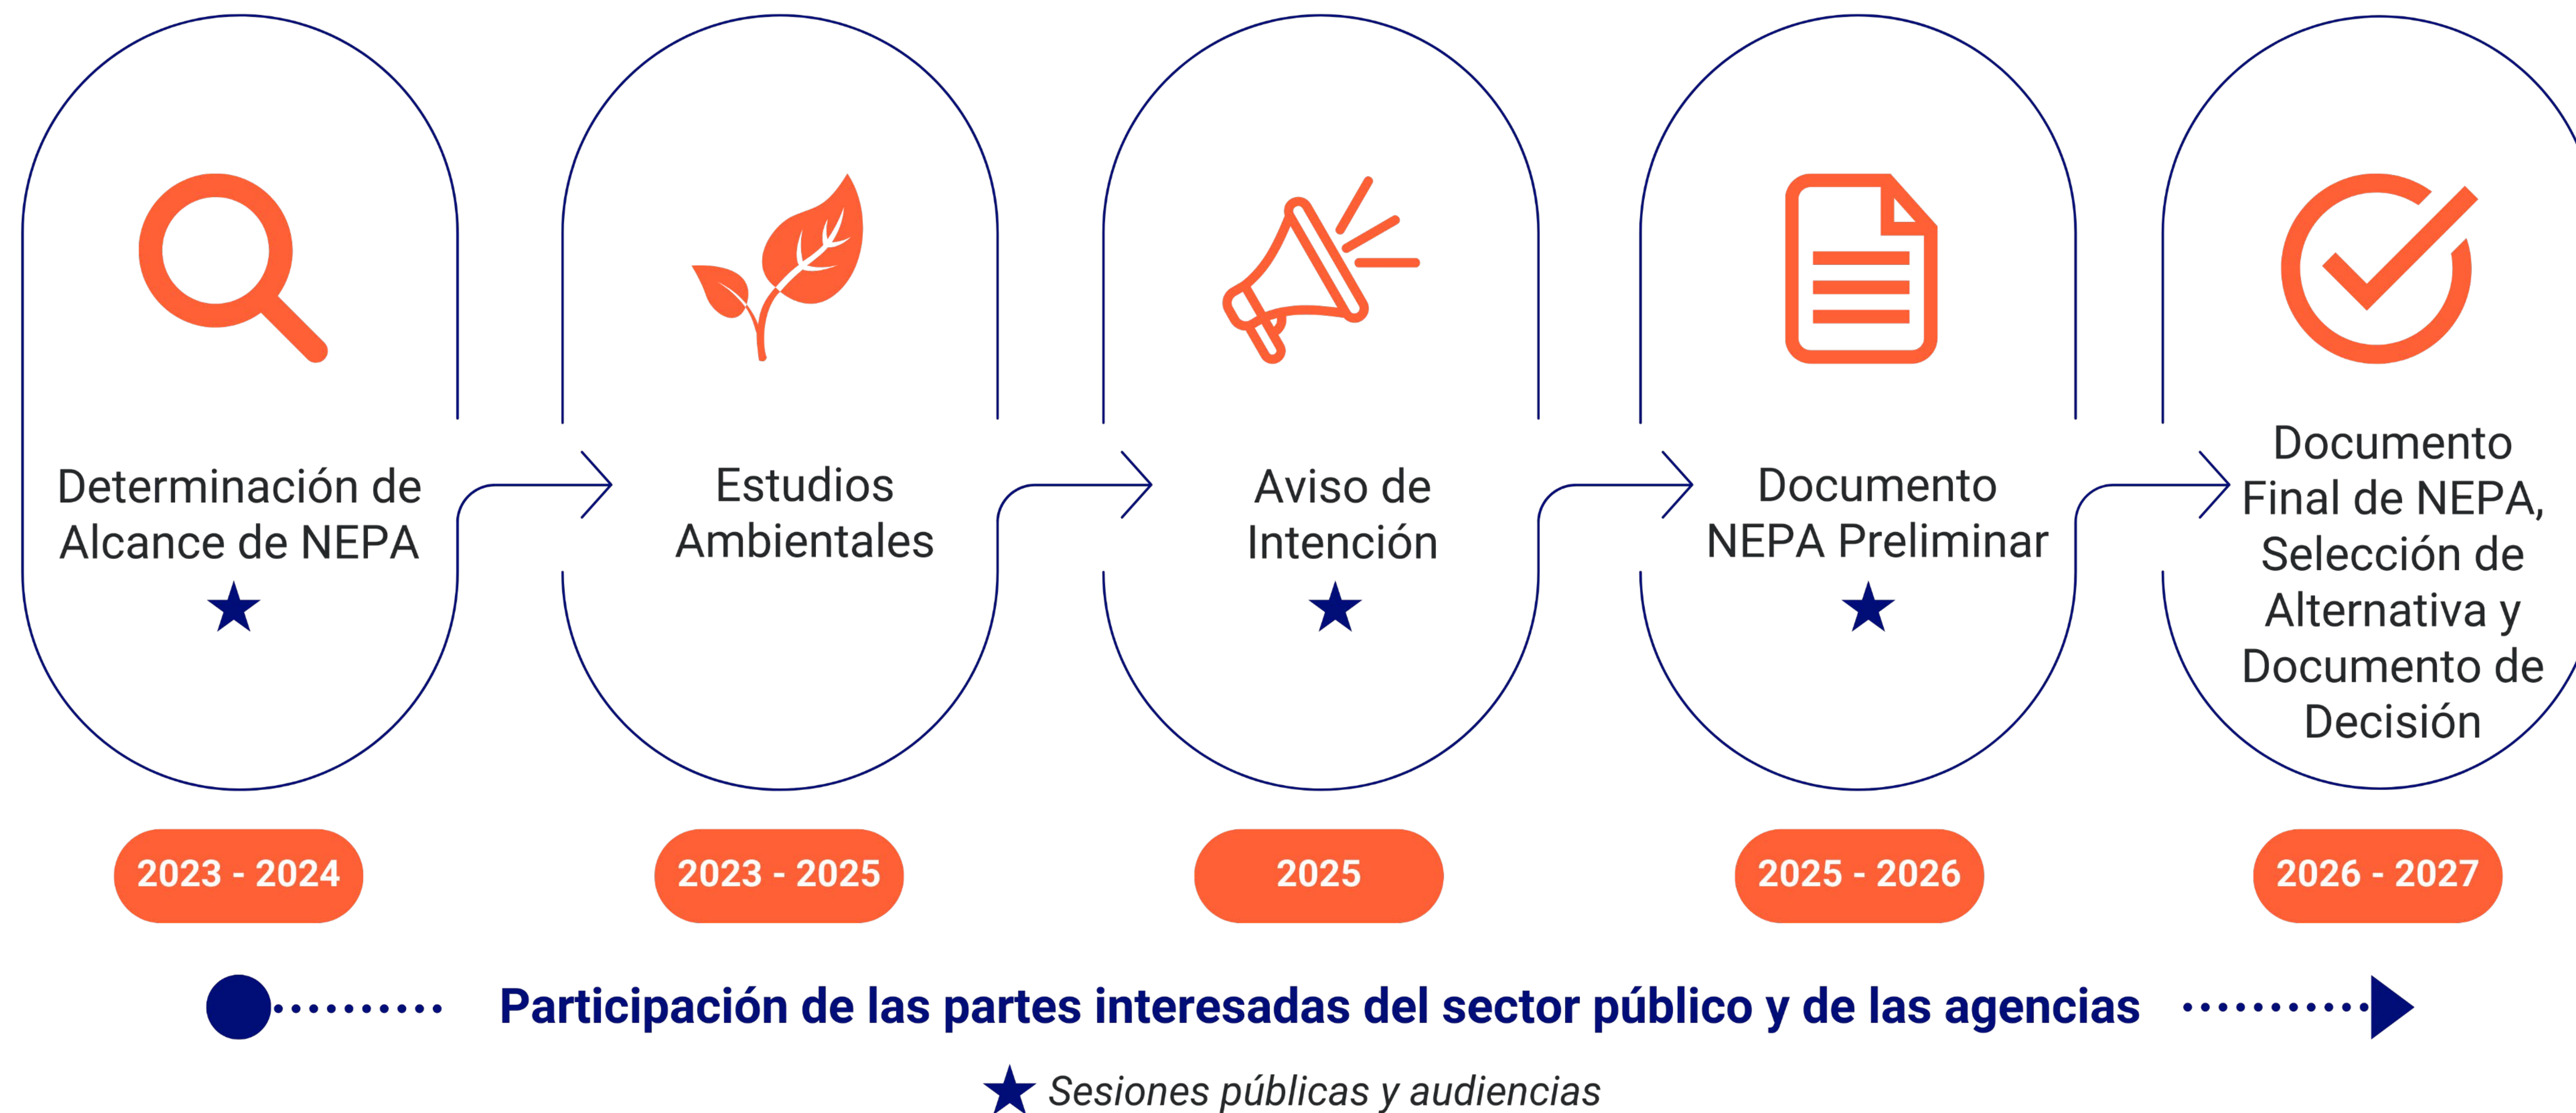 Determinación de
Alcance de NEPA
Estudios
Ambientales
Aviso de
Intención
Documento
NEPA Preliminar
Documento
Final de NEPA,
Selección de
Alternativa y
Documento de
Decisión
2023 - 2024
2023 - 2025
2025
2025 - 2026
2026 - 2027
Participación de las partes interesadas del sector público y de las agencias
Sesiones públicas y audiencias